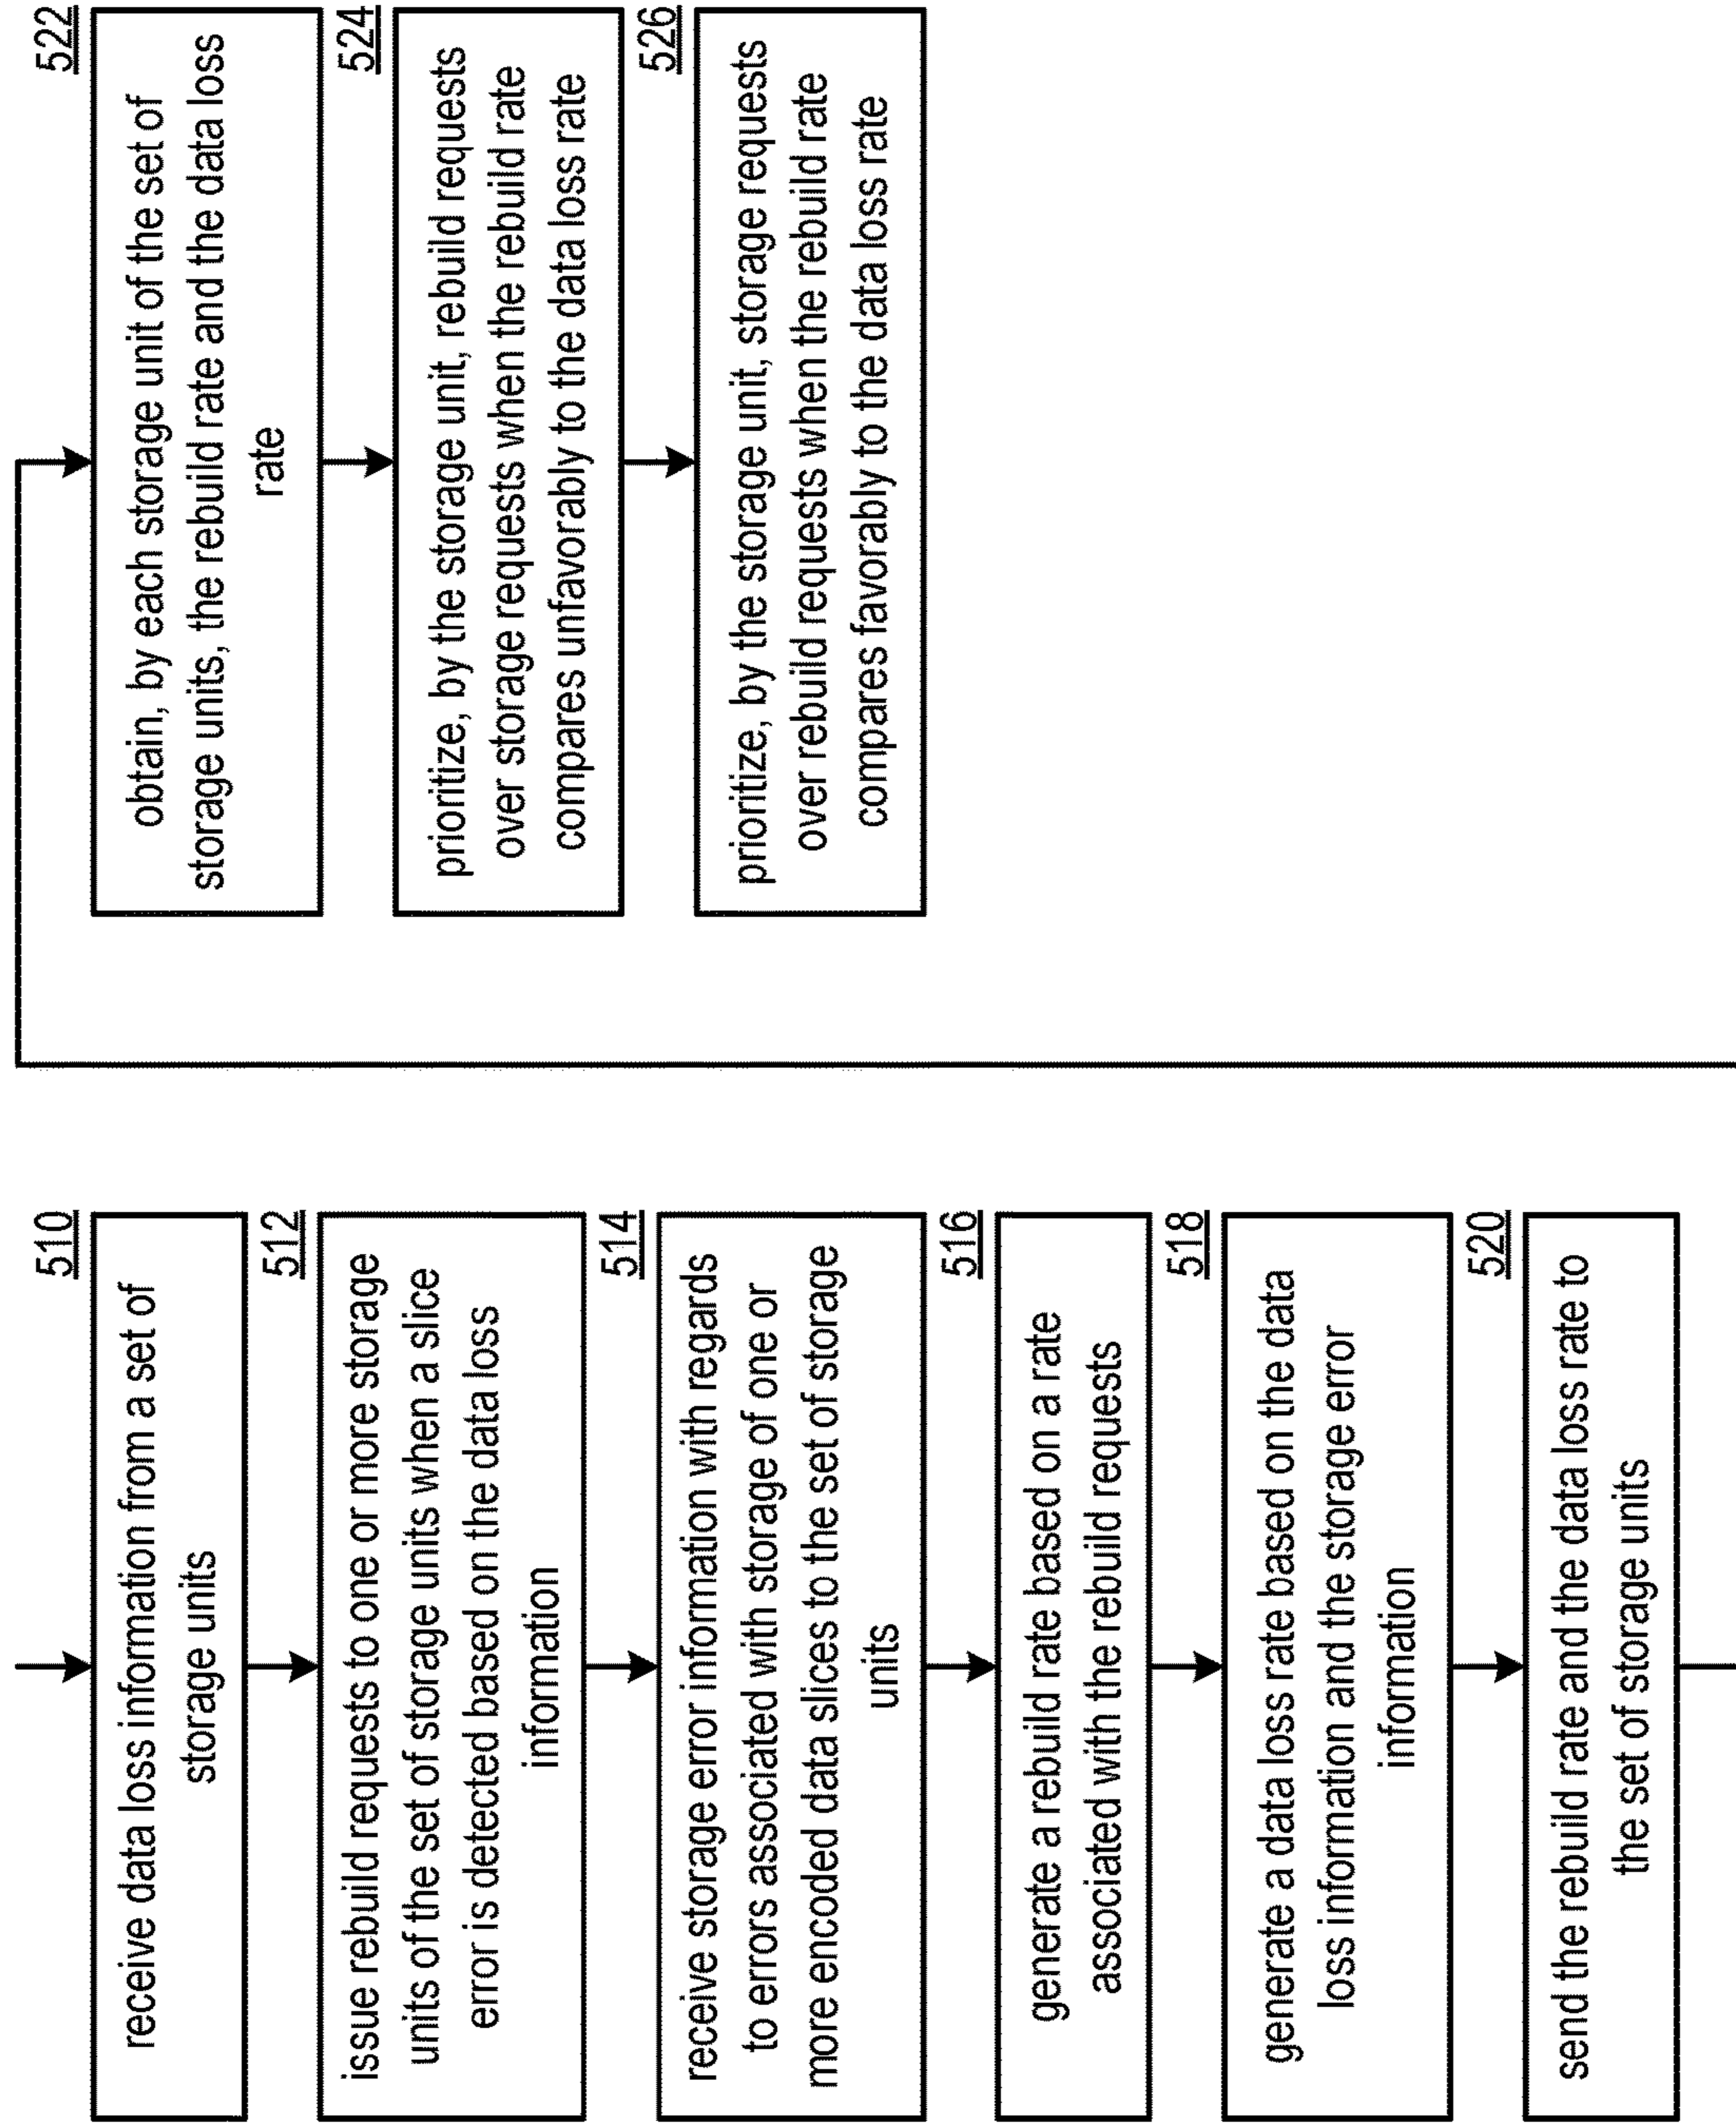 510
receive data loss information from a set of
storage units
512
issue rebuild requests to one or more storage
units of the set of storage units when a slice
error is detected based on the data loss
information
514
receive storage error information with regards
to errors associated with storage of one or
more encoded data slices to the set of storage
units
516
generate a rebuild rate based on a rate
associated with the rebuild requests
518
generate a data loss rate based on the data
loss information and the storage error
information
520
send the rebuild rate and the data loss rate to
the set of storage units
522
obtain, by each storage unit of the set of
storage units, the rebuild rate and the data loss
rate
524
prioritize, by the storage unit, rebuild requests
over storage requests when the rebuild rate
compares unfavorably to the data loss rate
526
prioritize, by the storage unit, storage requests
over rebuild requests when the rebuild rate
compares favorably to the data loss rate